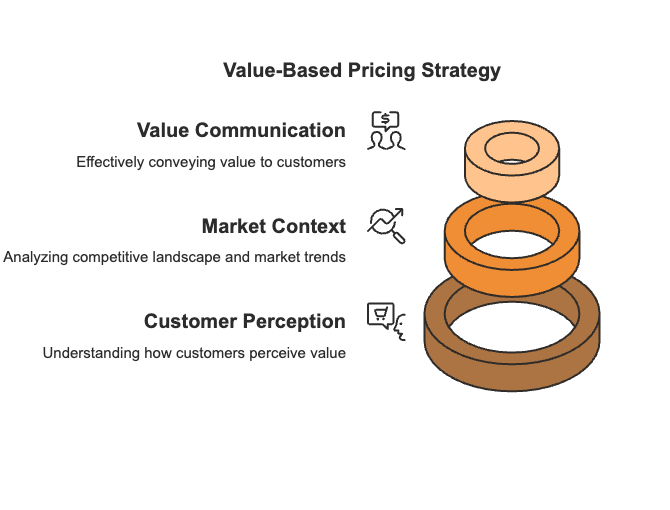 Value-Based Pricing Strategy
Value Communication
$
Effectively conveying value to customers
Market Context
Analyzing competitive landscape and market trends
Customer Perception
Understanding how customers perceive value